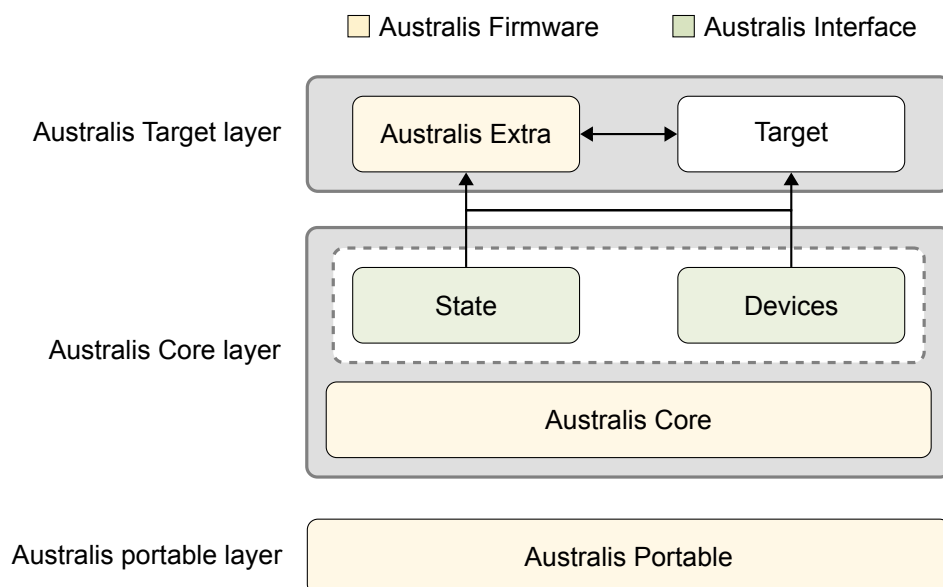 Australis Firmware
Australis Interface
Australis Target layer
Australis Extra
Target
Australis Core layer
State
Devices
Australis Core
Australis portable layer
Australis Portable